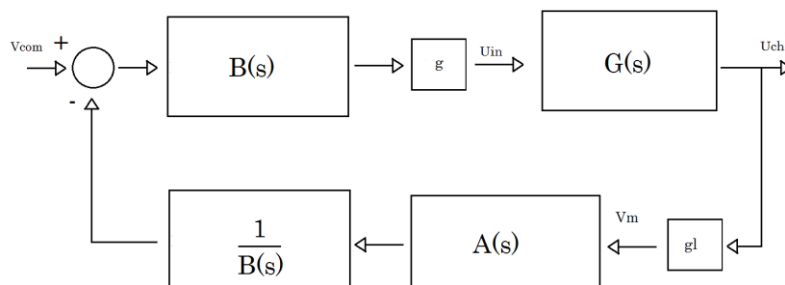 Vcom
+
-
B(s)
g
Uin
G(s)
Uch
1
B(s)
A(s)
Vm
gl